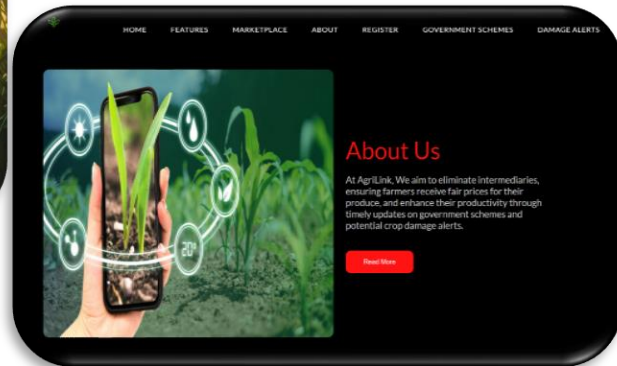 HOME FEATURES MARKETPLACE ABOUT REGISTER GOVERNMENT SCHEMES DAMAGE ALERTS
About Us
At AgriLink, We aim to eliminate intermediaries,
ensuring farmers receive fair prices for their
produce, and enhance their productivity through
timely updates on government schemes and
potential crop damage alerts.
20°
Read More